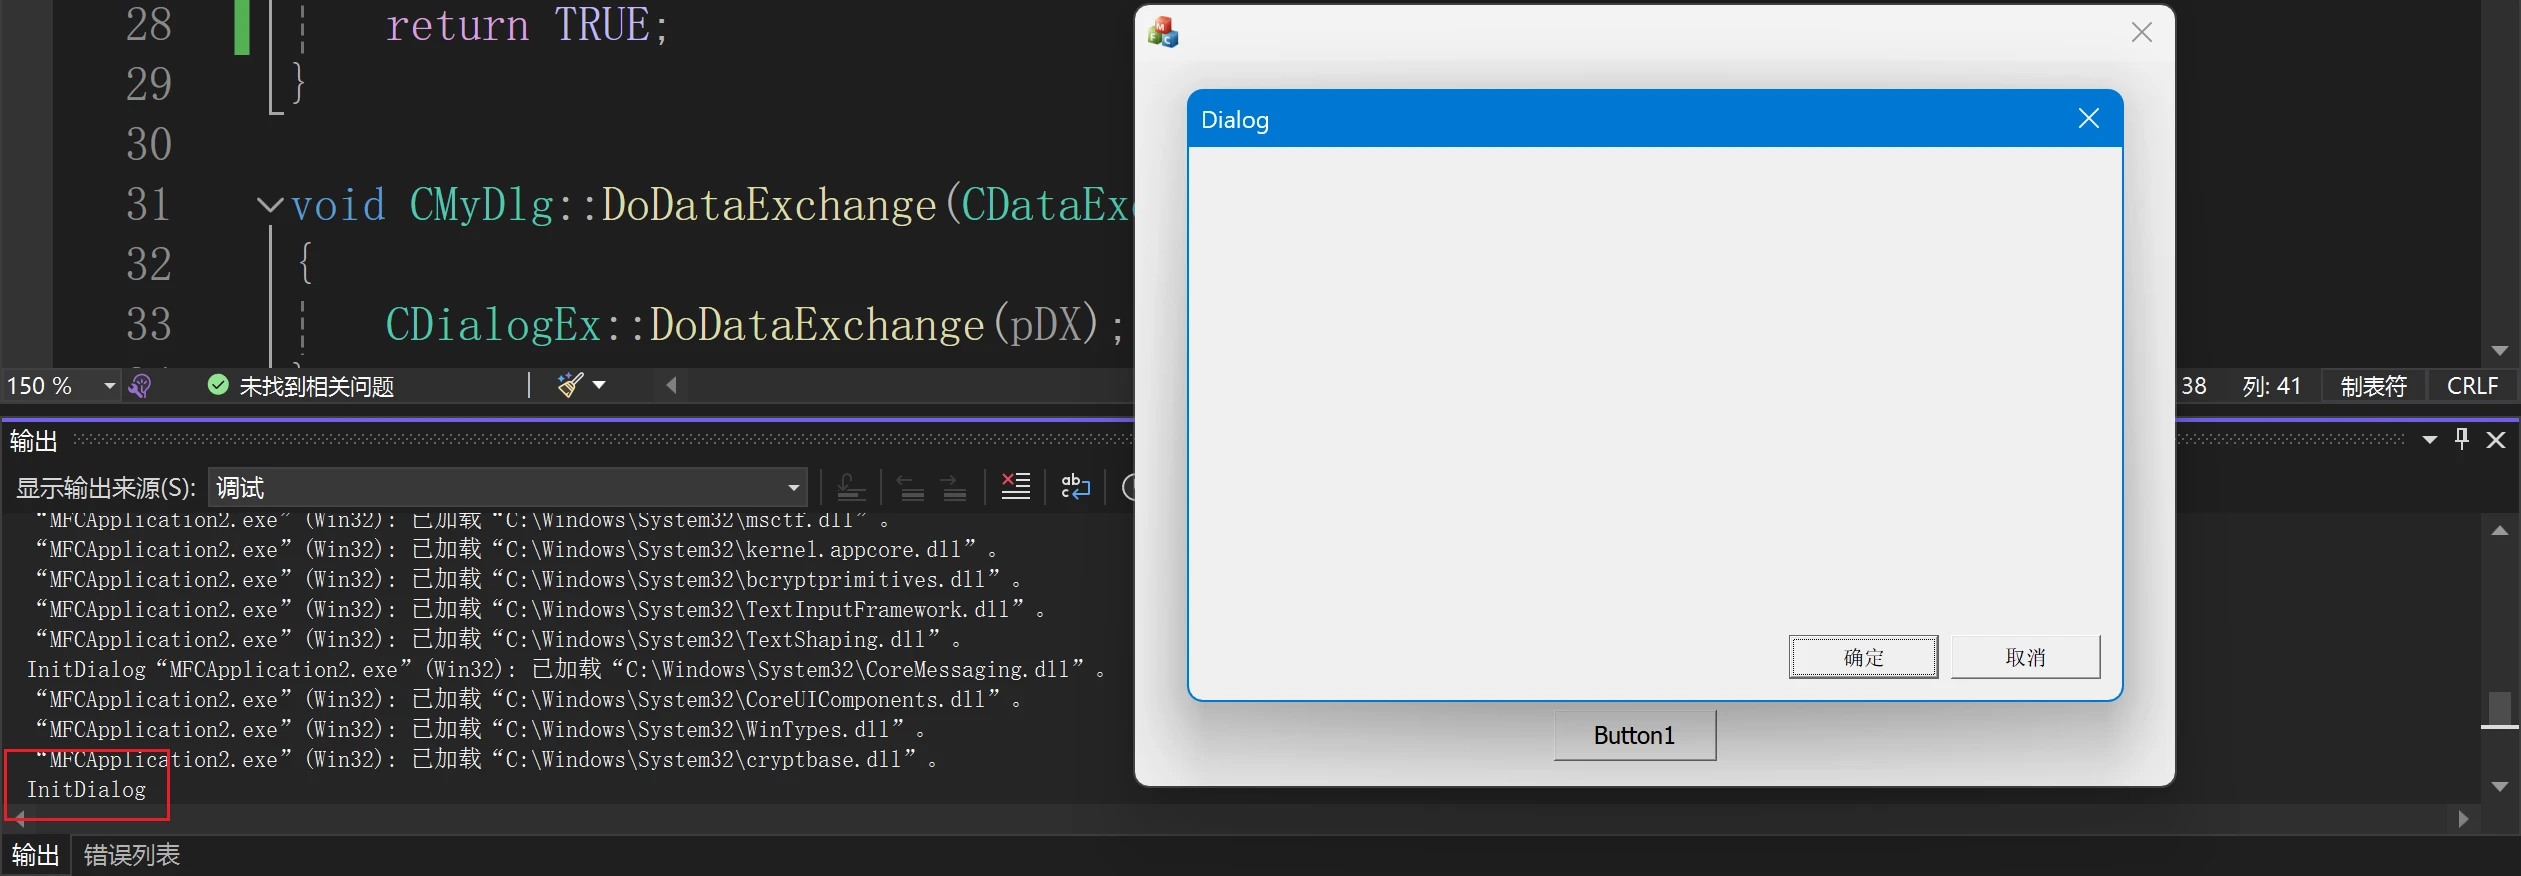 28 return TRUE;
29 }
30
31 void CMyDlg::DoDataExchange(CDataEx
32 {
33 CDialogEx::DoDataExchange(pDX);
150 % 未找到相关问题 38 列: 41 制表符 CRLF
输出
显示输出来源(S): 调试
“MFCApplication2.exe”(Win32): 已加载“C:\Windows\System32\msctf.dll”。
“MFCApplication2.exe”(Win32): 已加载“C:\Windows\System32\kernel.appcore.dll”。
“MFCApplication2.exe”(Win32): 已加载“C:\Windows\System32\bcryptprimitives.dll”。
“MFCApplication2.exe”(Win32): 已加载“C:\Windows\System32\TextInputFramework.dll”。
“MFCApplication2.exe”(Win32): 已加载“C:\Windows\System32\TextShaping.dll”。
InitDialog“MFCApplication2.exe”(Win32): 已加载“C:\Windows\System32\CoreMessaging.dll”。
“MFCApplication2.exe”(Win32): 已加载“C:\Windows\System32\CoreUIComponents.dll”。
“MFCApplication2.exe”(Win32): 已加载“C:\Windows\System32\WinTypes.dll”。
“MFCApplication2.exe”(Win32): 已加载“C:\Windows\System32\cryptbase.dll”。
InitDialog
输出 错误列表
Dialog
确定 取消
Button1